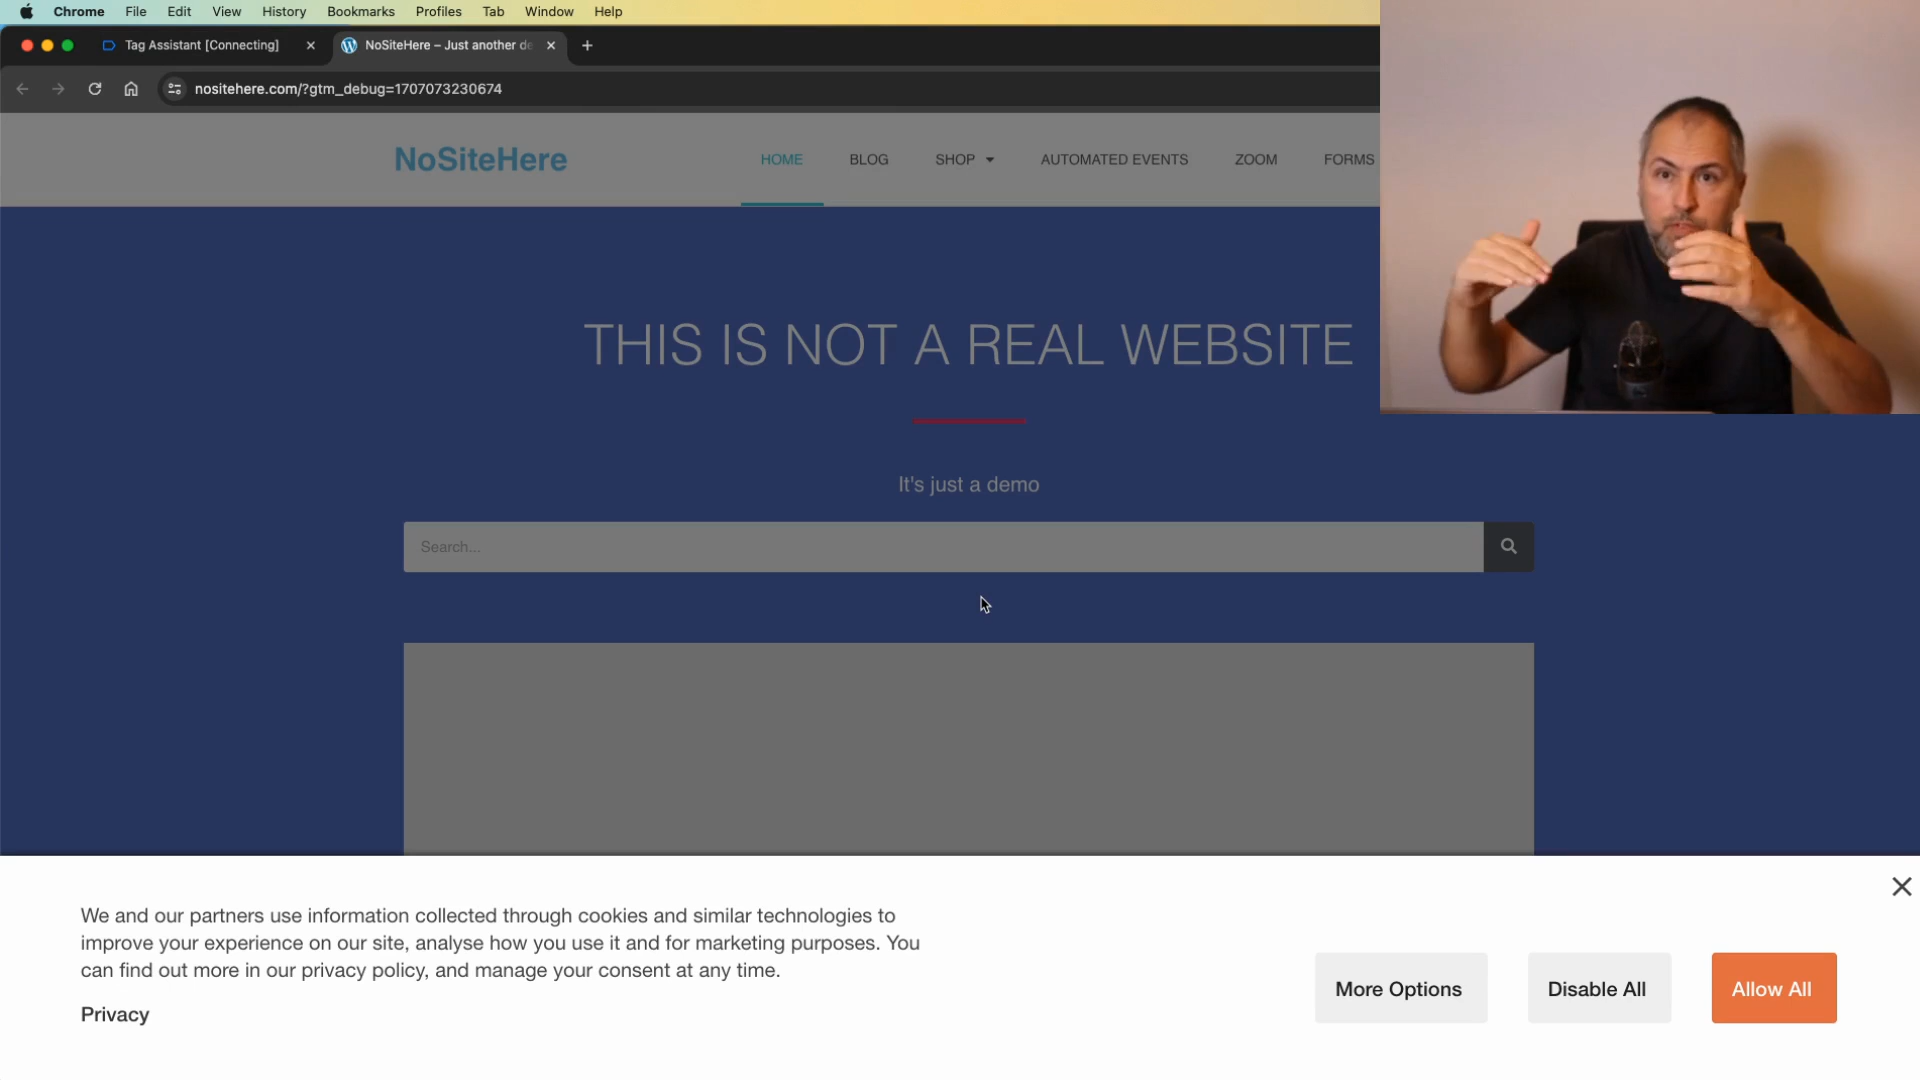 Chrome File Edit View History Bookmarks Profiles Tab Window Help
Tag Assistant [Connecting]
NoSiteHere – Just another de
nositehere.com/?gtm_debug=1707073230674
NoSiteHere
HOME BLOG SHOP AUTOMATED EVENTS ZOOM FORMS
THIS IS NOT A REAL WEBSITE
It's just a demo
Search...
We and our partners use information collected through cookies and similar technologies to
improve your experience on our site, analyse how you use it and for marketing purposes. You
can find out more in our privacy policy, and manage your consent at any time.
Privacy
More Options
Disable All
Allow All